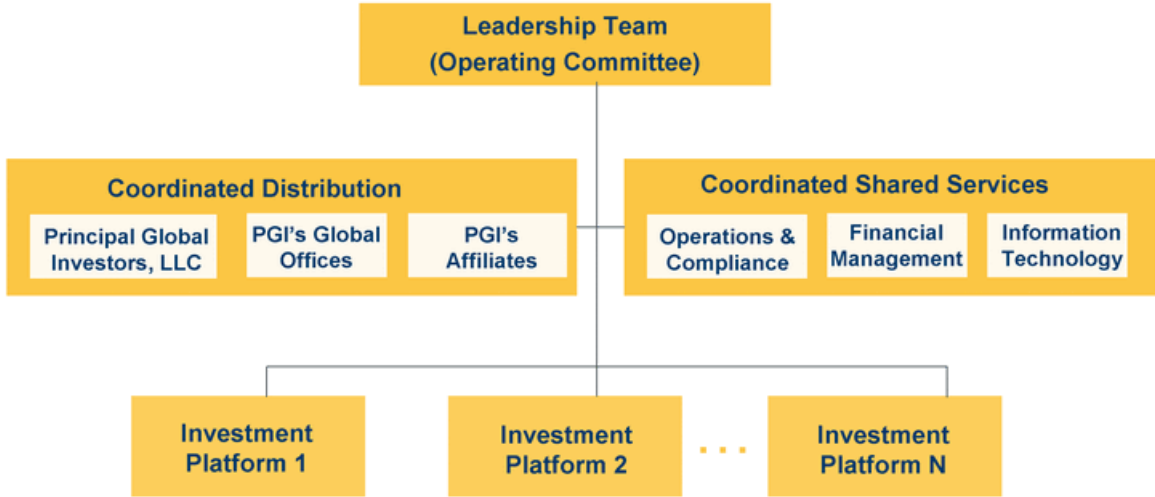 Leadership Team
(Operating Committee)
Coordinated Distribution
Principal Global
Investors, LLC
PGI's Global
Offices
PGI's
Affiliates
Coordinated Shared Services
Operations &
Compliance
Financial
Management
Information
Technology
Investment
Platform 1
Investment
Platform 2
...
Investment
Platform N